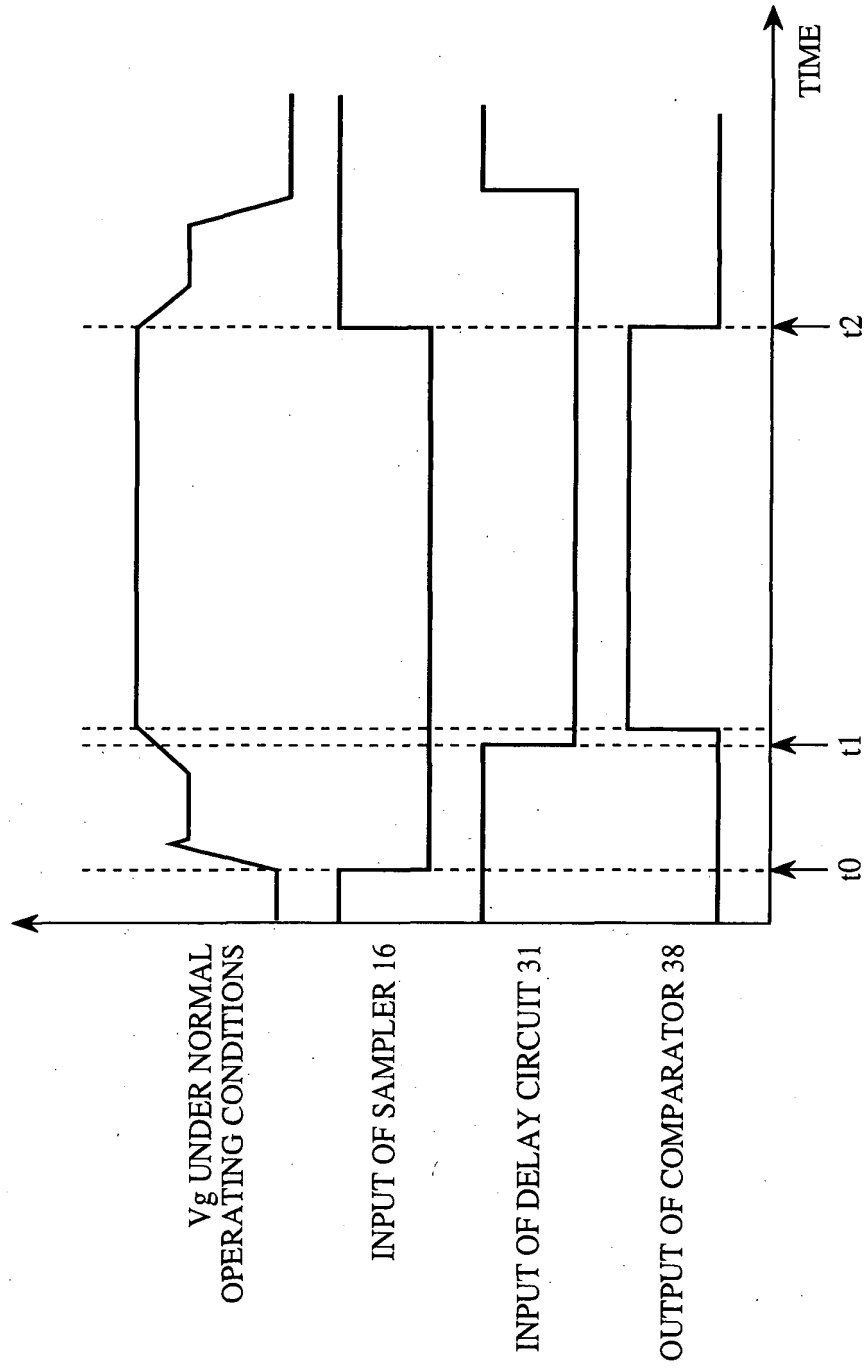 Vg UNDER NORMAL
OPERATING CONDITIONS
INPUT OF SAMPLER 16
INPUT OF DELAY CIRCUIT 31
OUTPUT OF COMPARATOR 38
t0
t1
t2
TIME